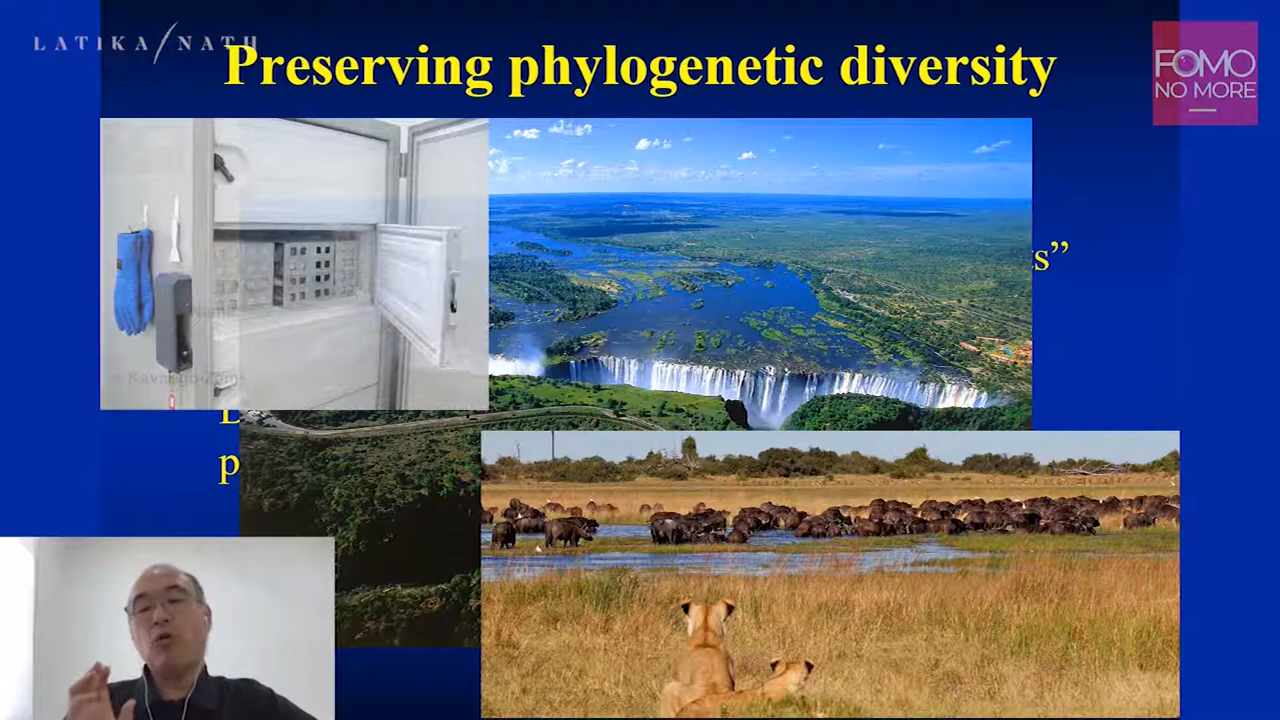 LATIKA/NATH
Preserving phylogenetic diversity
FOMO
NO MORE
s”
p